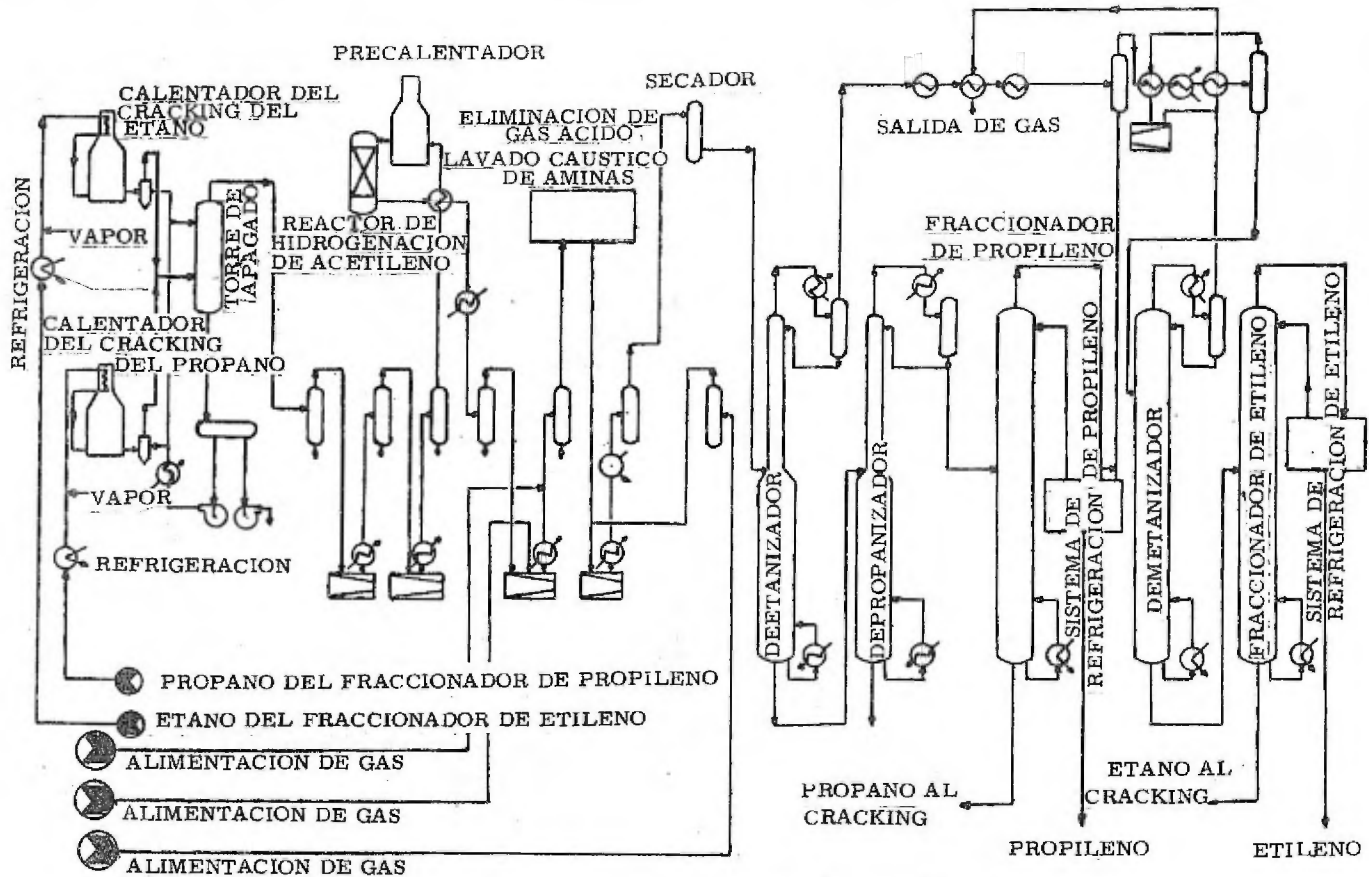 PRECALENTADOR
CALENTADOR DEL
CRACKING DEL
ETANO
SECADOR
ELIMINACION DE
GAS ACIDO
LAVADO CAUSTICO
DE AMINAS
SALIDA DE GAS
REFRIGERACION
VAPOR
TORRE DE
APAGADO
REACTOR DE
HIDROGENACION
DE ACETILENO
FRACCIONADOR
DE PROPILENO
CALENTADOR
DEL CRACKING
DEL PROPANO
VAPOR
REFRIGERACION
DEETANIZADOR
DEPROPANIZADOR
SISTEMA DE
REFRIGERACION DE PROPILENO
DEMETANIZADOR
FRACCIONADOR DE ETILENO
SISTEMA DE
REFRIGERACION DE ETILENO
PROPANO DEL FRACCIONADOR DE PROPILENO
ETANO DEL FRACCIONADOR DE ETILENO
ALIMENTACION DE GAS
ALIMENTACION DE GAS
ALIMENTACION DE GAS
PROPANO AL
CRACKING
ETANO AL
CRACKING
PROPILENO
ETILENO